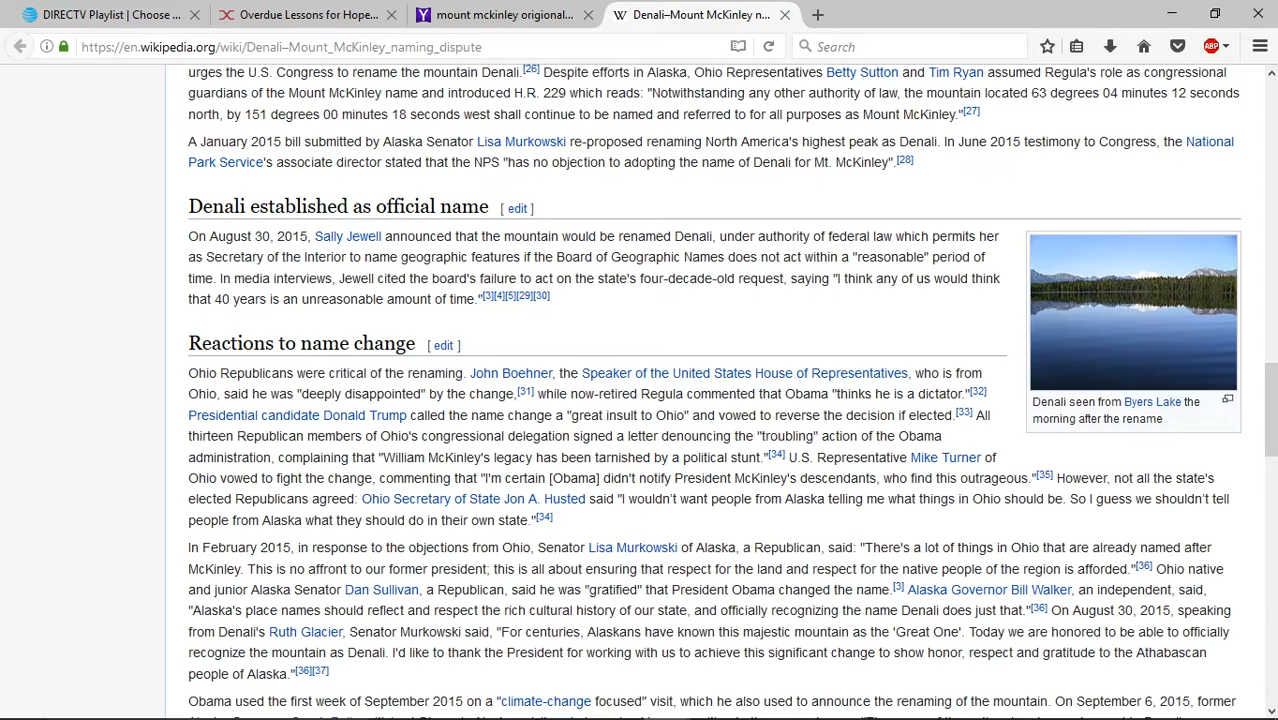 DIRECTV Playlist | Choose ...
Overdue Lessons for Hope...
mount mckinley origional...
Denali–Mount McKinley n...
https://en.wikipedia.org/wiki/Denali–Mount_McKinley_naming_dispute
Search
ABP
urges the U.S. Congress to rename the mountain Denali.[26] Despite efforts in Alaska, Ohio Representatives Betty Sutton and Tim Ryan assumed Regula's role as congressional
guardians of the Mount McKinley name and introduced H.R. 229 which reads: "Notwithstanding any other authority of law, the mountain located 63 degrees 04 minutes 12 seconds
north, by 151 degrees 00 minutes 18 seconds west shall continue to be named and referred to for all purposes as Mount McKinley."[27]
A January 2015 bill submitted by Alaska Senator Lisa Murkowski re-proposed renaming North America's highest peak as Denali. In June 2015 testimony to Congress, the National
Park Service's associate director stated that the NPS "has no objection to adopting the name of Denali for Mt. McKinley".[28]
Denali established as official name [ edit ]
On August 30, 2015, Sally Jewell announced that the mountain would be renamed Denali, under authority of federal law which permits her
as Secretary of the Interior to name geographic features if the Board of Geographic Names does not act within a "reasonable" period of
time. In media interviews, Jewell cited the board's failure to act on the state's four-decade-old request, saying "I think any of us would think
that 40 years is an unreasonable amount of time."[3][4][5][29][30]
Denali seen from Byers Lake the
morning after the rename
Reactions to name change [ edit ]
Ohio Republicans were critical of the renaming. John Boehner, the Speaker of the United States House of Representatives, who is from
Ohio, said he was "deeply disappointed" by the change,[31] while now-retired Regula commented that Obama "thinks he is a dictator."[32]
Presidential candidate Donald Trump called the name change a "great insult to Ohio" and vowed to reverse the decision if elected.[33] All
thirteen Republican members of Ohio's congressional delegation signed a letter denouncing the "troubling" action of the Obama
administration, complaining that "William McKinley's legacy has been tarnished by a political stunt."[34] U.S. Representative Mike Turner of
Ohio vowed to fight the change, commenting that "I'm certain [Obama] didn't notify President McKinley's descendants, who find this outrageous."[35] However, not all the state's
elected Republicans agreed: Ohio Secretary of State Jon A. Husted said "I wouldn't want people from Alaska telling me what things in Ohio should be. So I guess we shouldn't tell
people from Alaska what they should do in their own state."[34]
In February 2015, in response to the objections from Ohio, Senator Lisa Murkowski of Alaska, a Republican, said: "There's a lot of things in Ohio that are already named after
McKinley. This is no affront to our former president; this is all about ensuring that respect for the land and respect for the native people of the region is afforded."[36] Ohio native
and junior Alaska Senator Dan Sullivan, a Republican, said he was "gratified" that President Obama changed the name.[3] Alaska Governor Bill Walker, an independent, said,
"Alaska's place names should reflect and respect the rich cultural history of our state, and officially recognizing the name Denali does just that."[36] On August 30, 2015, speaking
from Denali's Ruth Glacier, Senator Murkowski said, "For centuries, Alaskans have known this majestic mountain as the 'Great One'. Today we are honored to be able to officially
recognize the mountain as Denali. I'd like to thank the President for working with us to achieve this significant change to show honor, respect and gratitude to the Athabascan
people of Alaska."[36][37]
Obama used the first week of September 2015 on a "climate-change focused" visit, which he also used to announce the renaming of the mountain. On September 6, 2015, former